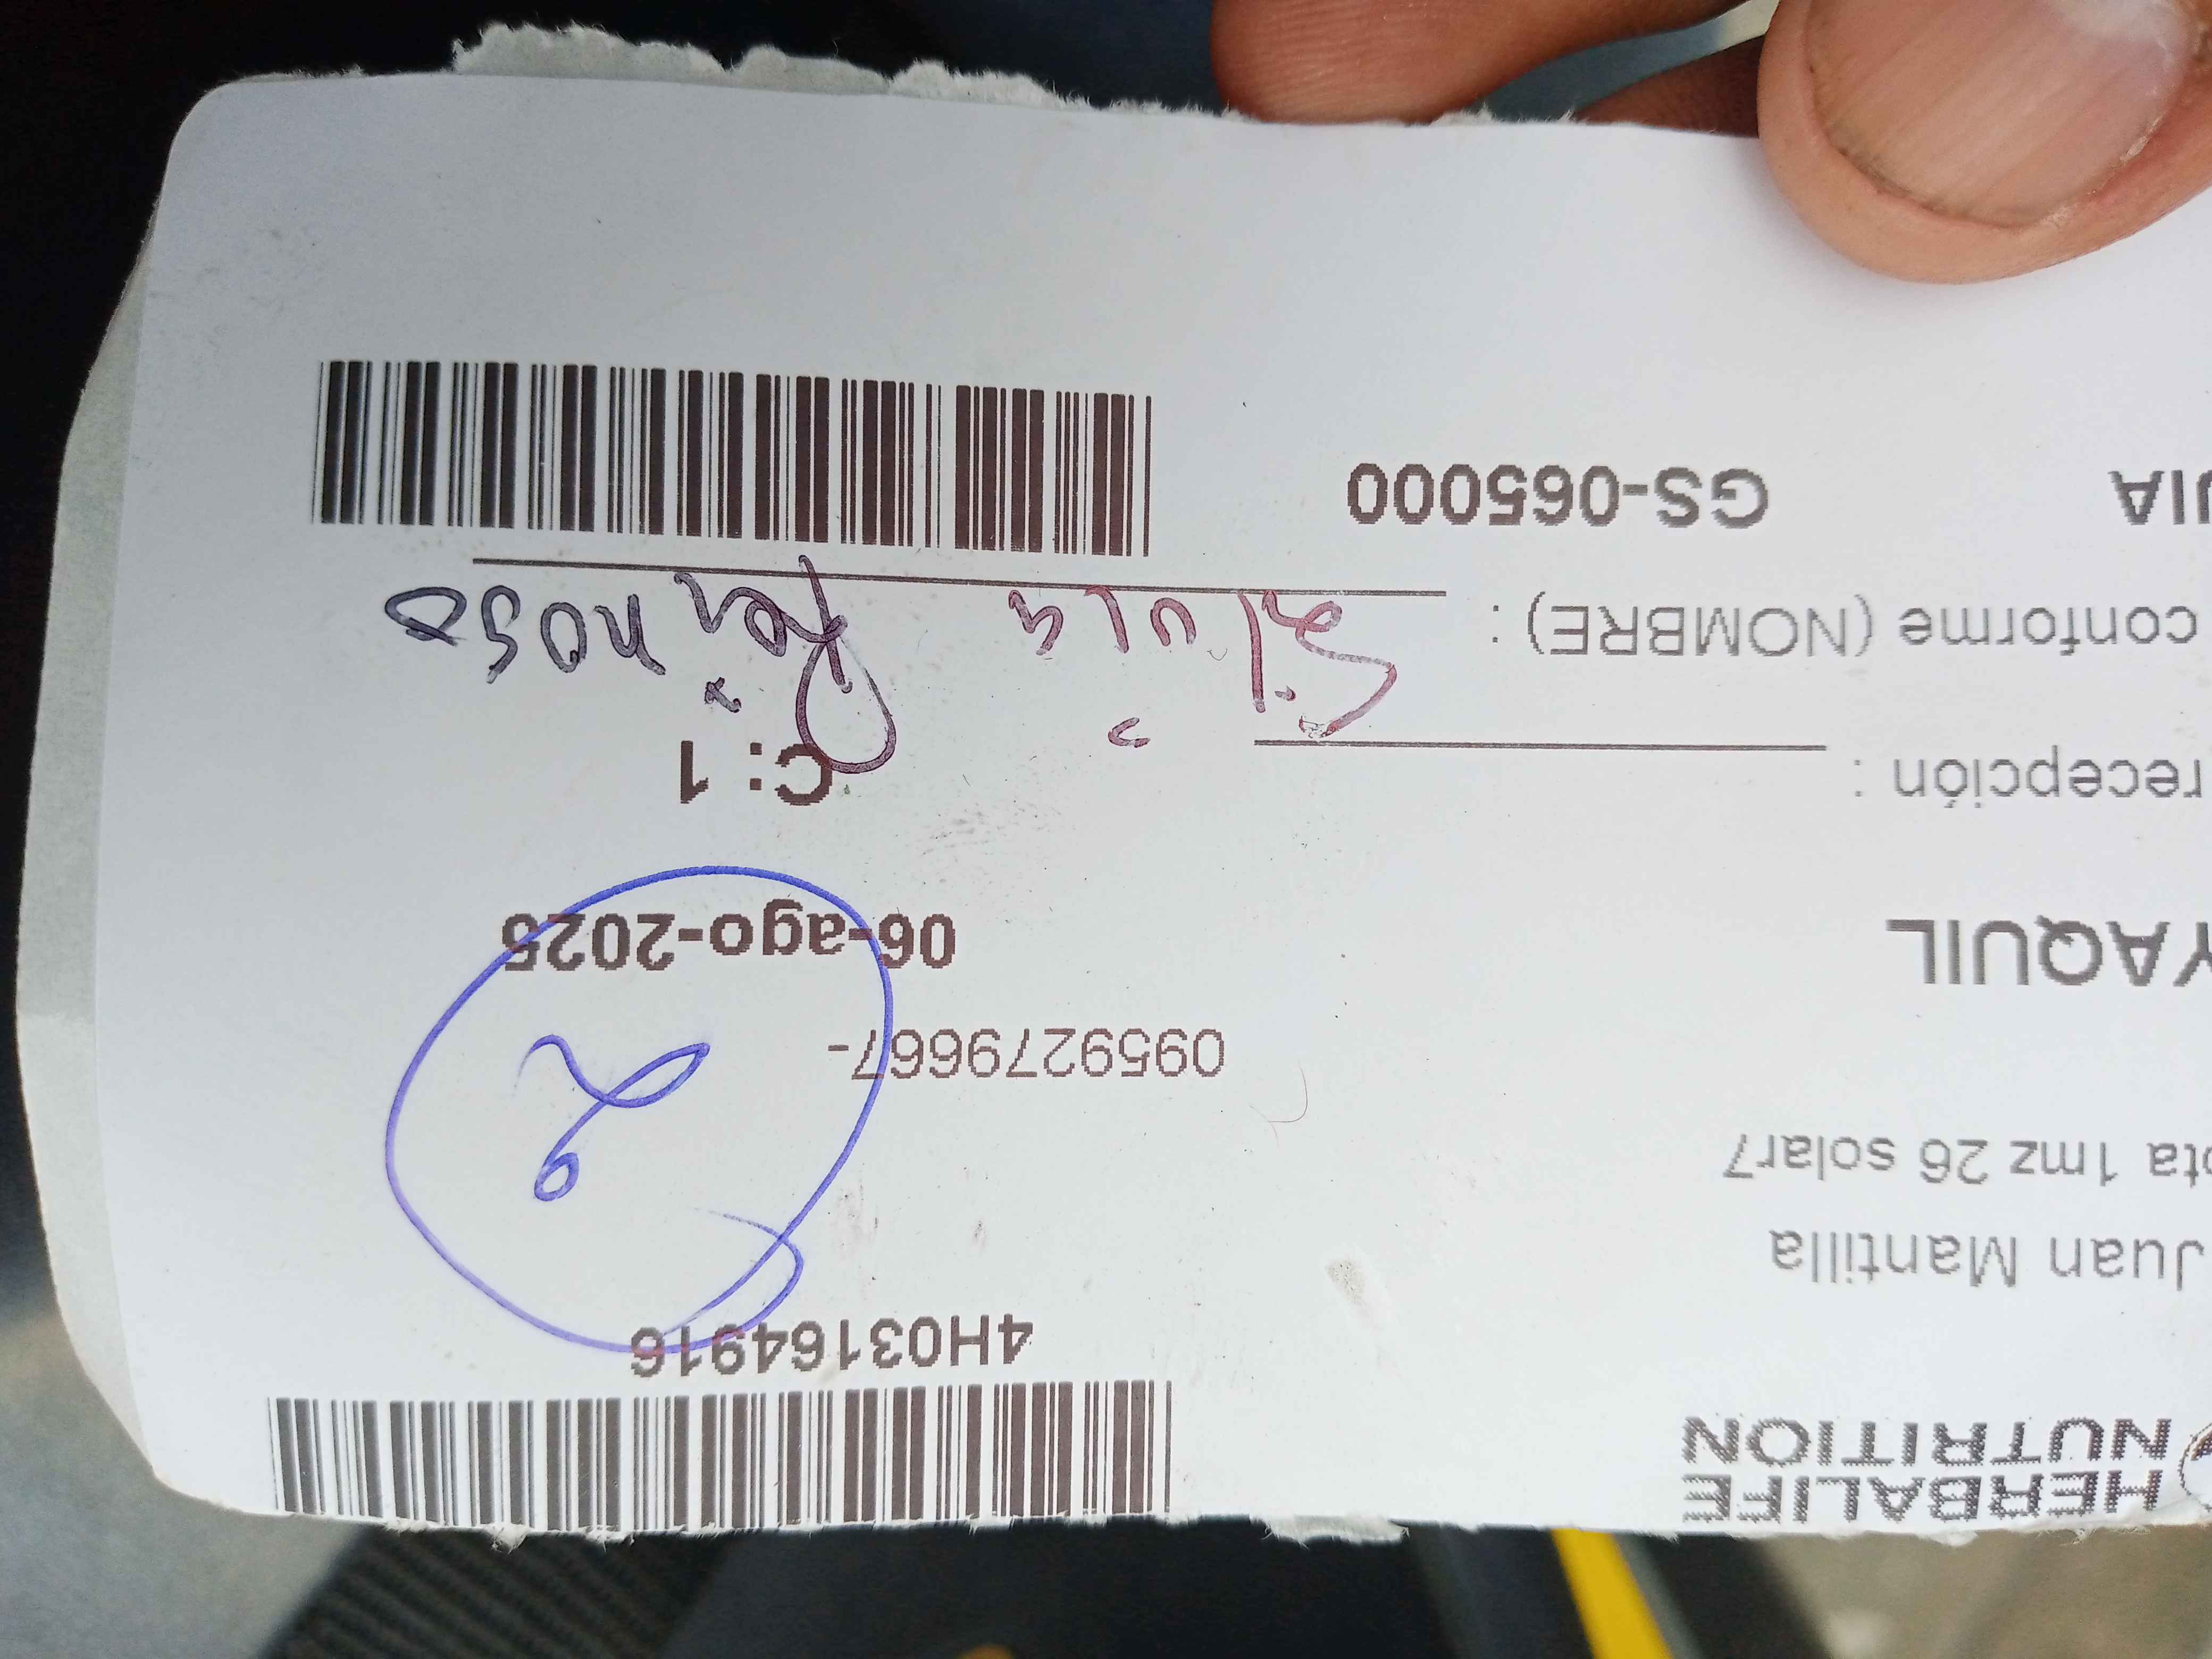 HERBALIFE
NUTRITION
4H03164916
Juan Mantilla
ta 1mz 26 solar7
0959279667-
2
YAQUIL
06-ago-2025
recepción :
C: 1
conforme (NOMBRE) :
Silvia Reinoso
UIA GS-065000